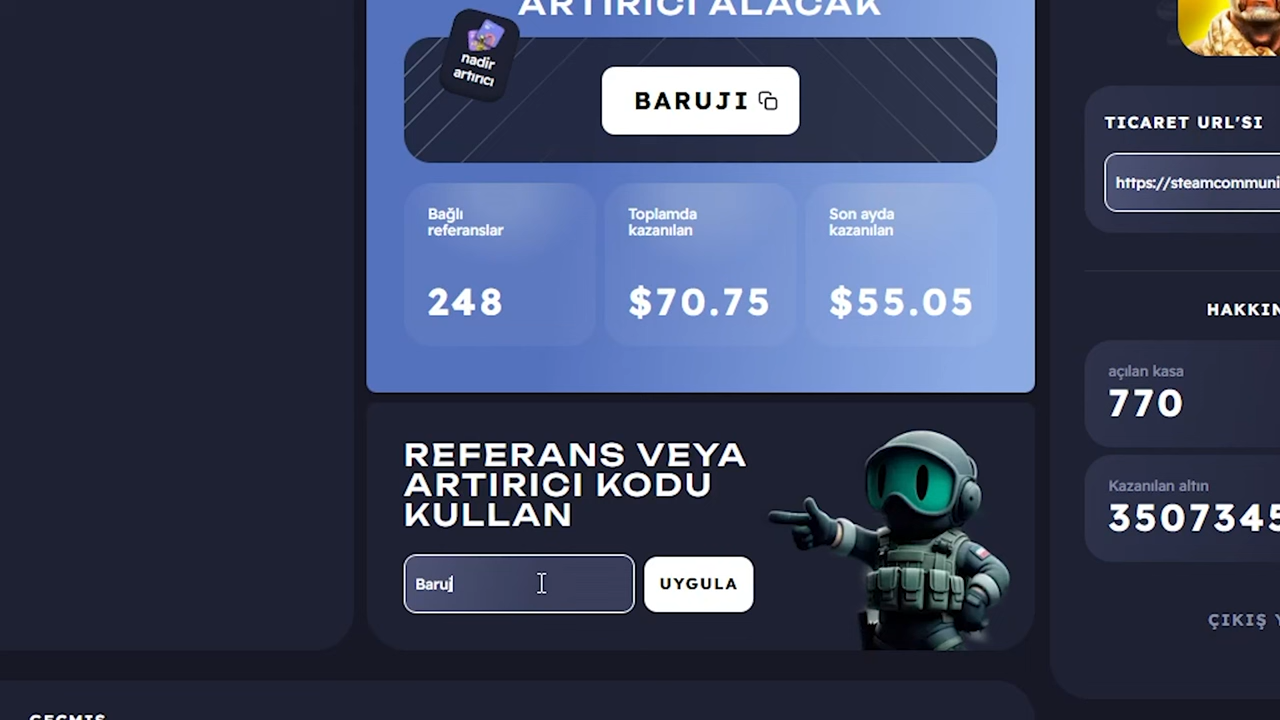 ARTIRICI ALACAK
nadir
artırıcı
BARUJI
Bağlı
referanslar
248
Toplamda
kazanılan
$70.75
Son ayda
kazanılan
$55.05
REFERANS VEYA
ARTIRICI KODU
KULLAN
Baruj
UYGULA
TICARET URL'SI
https://steamcommuni
HAKKIN
açılan kasa
770
Kazanılan altın
3507345
ÇIKIŞ Y
GEÇMIŞ